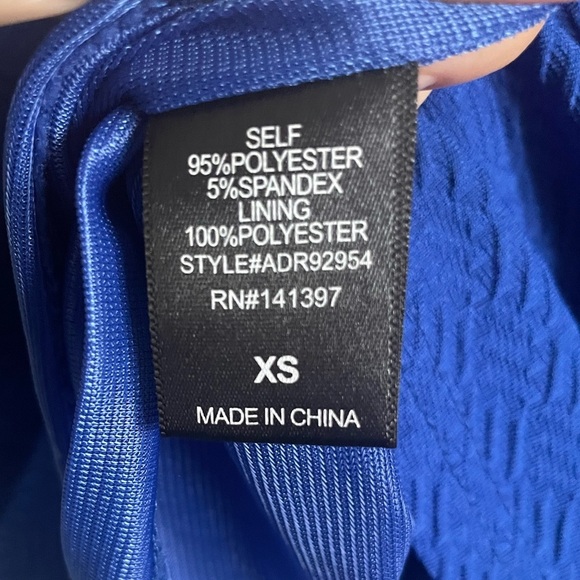 SELF
95%POLYESTER
5%SPANDEX
LINING
100%POLYESTER
STYLE#ADR92954
RN#141397
XS
MADE IN CHINA